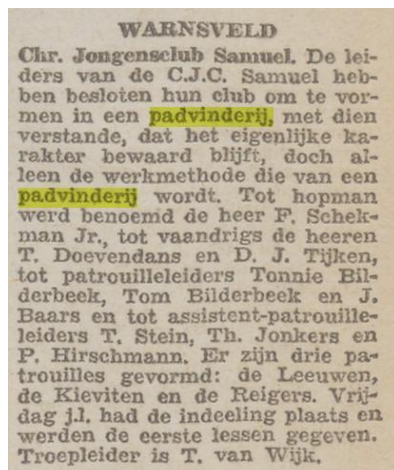 WARNSVELD
Chr. Jongensclub Samuel. De lei-
ders van de C.J.C. Samuel heb-
ben besloten hun club om te vor-
men in een padvinderij, met dien
verstande, dat het eigenlijke ka-
rakter bewaard blijft, doch al-
leen de werkmethode die van een
padvinderij wordt. Tot hopman
werd benoemd de heer F. Schek-
man Jr., tot vaandrigs de heeren
T. Doevendans en D. J. Tijken,
tot patrouilleleiders Tonnie Bil-
derbeek, Tom Bilderbeek en J.
Baars en tot assistent-patrouille-
leiders T. Stein, Th. Jonkers en
P. Hirschmann. Er zijn drie pa-
trouilles gevormd: de Leeuwen,
de Kieviten en de Reigers. Vrij-
dag j.l. had de indeeling plaats en
werden de eerste lessen gegeven.
Troepleider is T. van Wijk.